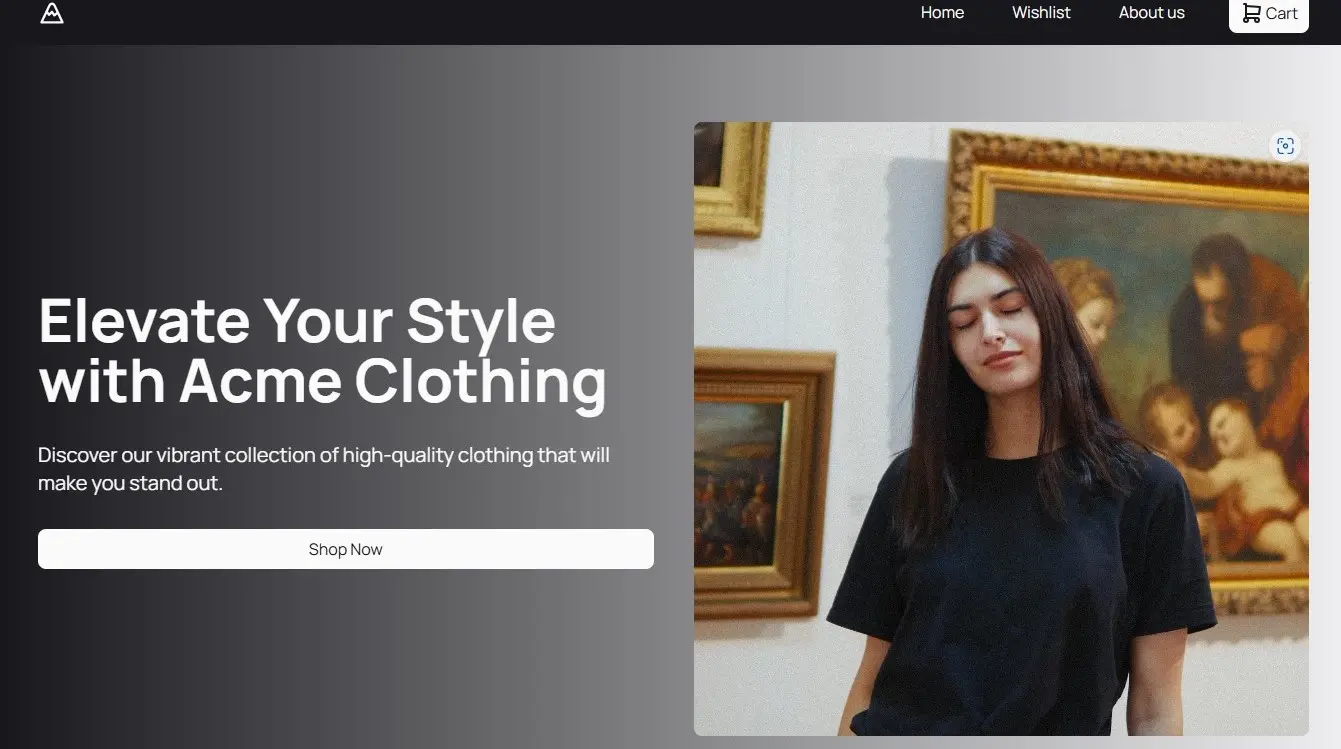 Home Wishlist About us Cart
Elevate Your Style
with Acme Clothing
Discover our vibrant collection of high-quality clothing that will
make you stand out.
Shop Now